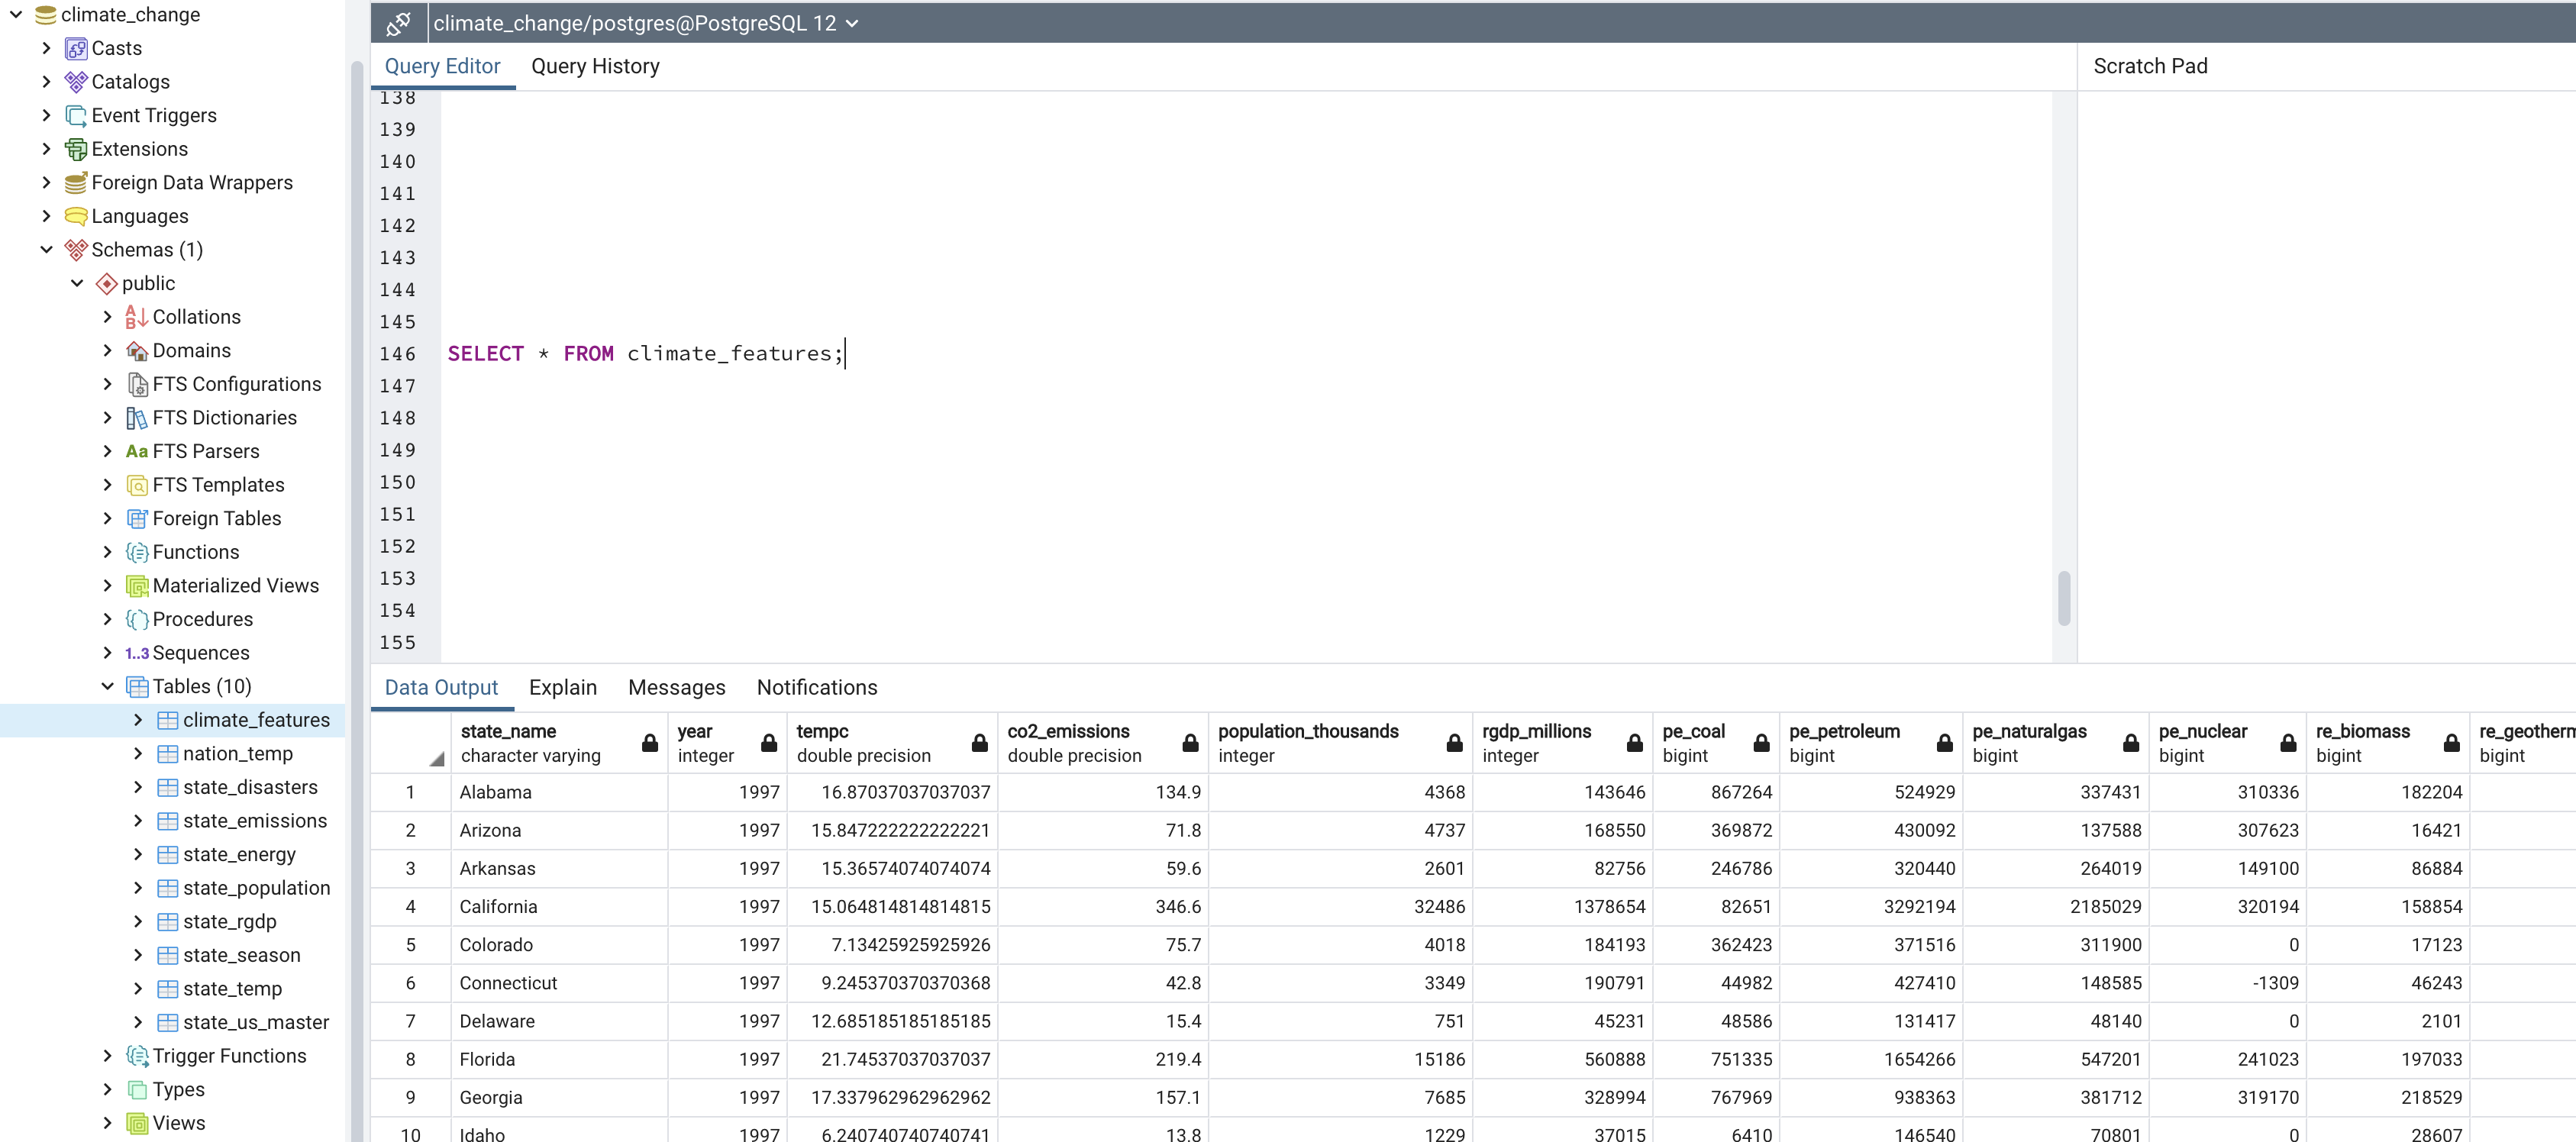 climate_change
Casts
Catalogs
Event Triggers
Extensions
Foreign Data Wrappers
Languages
Schemas (1)
public
Collations
Domains
FTS Configurations
FTS Dictionaries
Aa FTS Parsers
FTS Templates
Foreign Tables
Functions
Materialized Views
Procedures
1..3 Sequences
Tables (10)
climate_features
nation_temp
state_disasters
state_emissions
state_energy
state_population
state_rgdp
state_season
state_temp
state_us_master
Trigger Functions
Types
Views
climate_change/postgres@PostgreSQL 12
Query Editor Query History
Scratch Pad
138
139
140
141
142
143
144
145
146 SELECT * FROM climate_features;
147
148
149
150
151
152
153
154
155
Data Output Explain Messages Notifications
state_name year tempc co2_emissions population_thousands rgdp_millions pe_coal pe_petroleum pe_naturalgas pe_nuclear re_biomass re_geotherm
character varying integer double precision double precision integer integer bigint bigint bigint bigint bigint bigint
1 Alabama 1997 16.87037037037037 134.9 4368 143646 867264 524929 337431 310336 182204
2 Arizona 1997 15.847222222222221 71.8 4737 168550 369872 430092 137588 307623 16421
3 Arkansas 1997 15.36574074074074 59.6 2601 82756 246786 320440 264019 149100 86884
4 California 1997 15.064814814814815 346.6 32486 1378654 82651 3292194 2185029 320194 158854
5 Colorado 1997 7.13425925925926 75.7 4018 184193 362423 371516 311900 0 17123
6 Connecticut 1997 9.245370370370368 42.8 3349 190791 44982 427410 148585 -1309 46243
7 Delaware 1997 12.685185185185185 15.4 751 45231 48586 131417 48140 0 2101
8 Florida 1997 21.74537037037037 219.4 15186 560888 751335 1654266 547201 241023 197033
9 Georgia 1997 17.337962962962962 157.1 7685 328994 767969 938363 381712 319170 218529
10 Idaho 1997 6.240740740740741 13.8 1229 37015 6410 146540 70801 0 28607